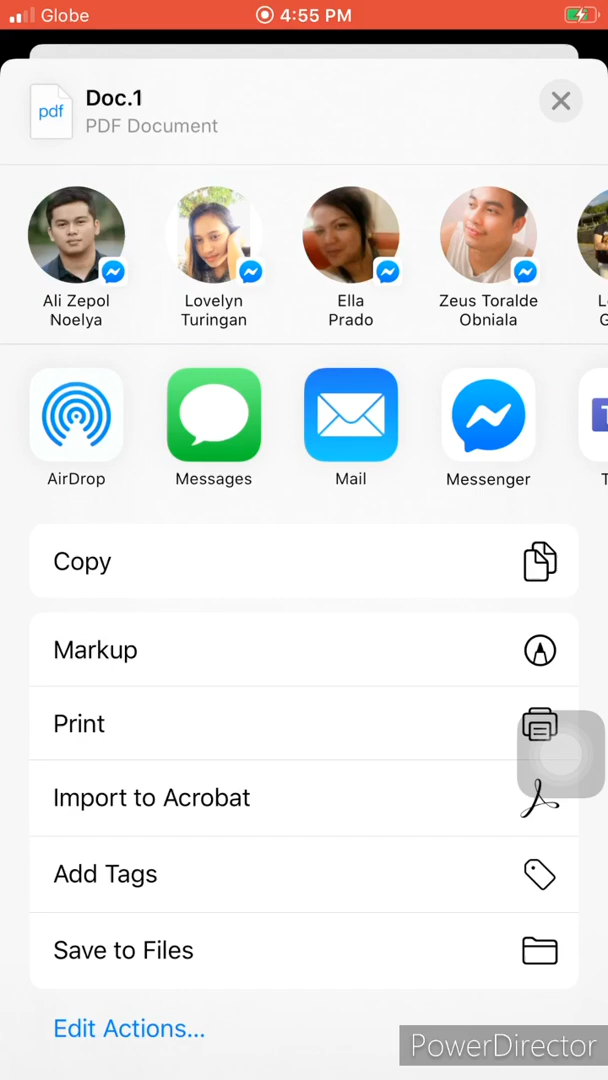 Globe 4:55 PM
pdf
Doc.1
PDF Document
Ali Zepol
Noelya
Lovelyn
Turingan
Ella
Prado
Zeus Toralde
Obniala
AirDrop
Messages
Mail
Messenger
Copy
Markup
Print
Import to Acrobat
Add Tags
Save to Files
Edit Actions...
PowerDirector